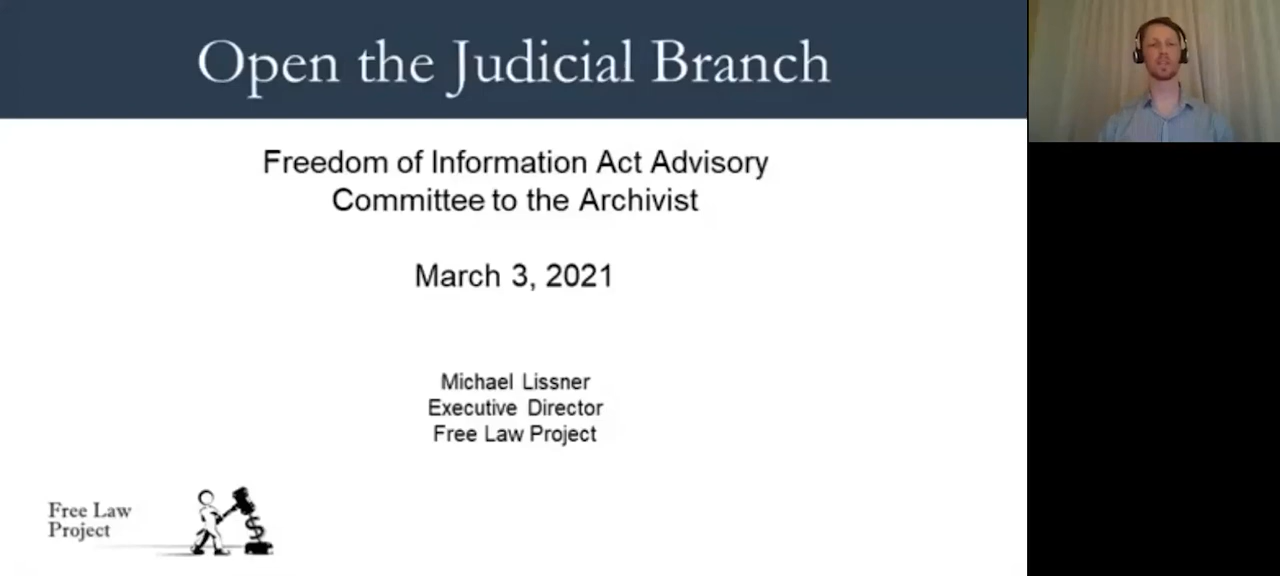 Open the Judicial Branch
Freedom of Information Act Advisory
Committee to the Archivist
March 3, 2021
Michael Lissner
Executive Director
Free Law Project
Free Law
Project
$